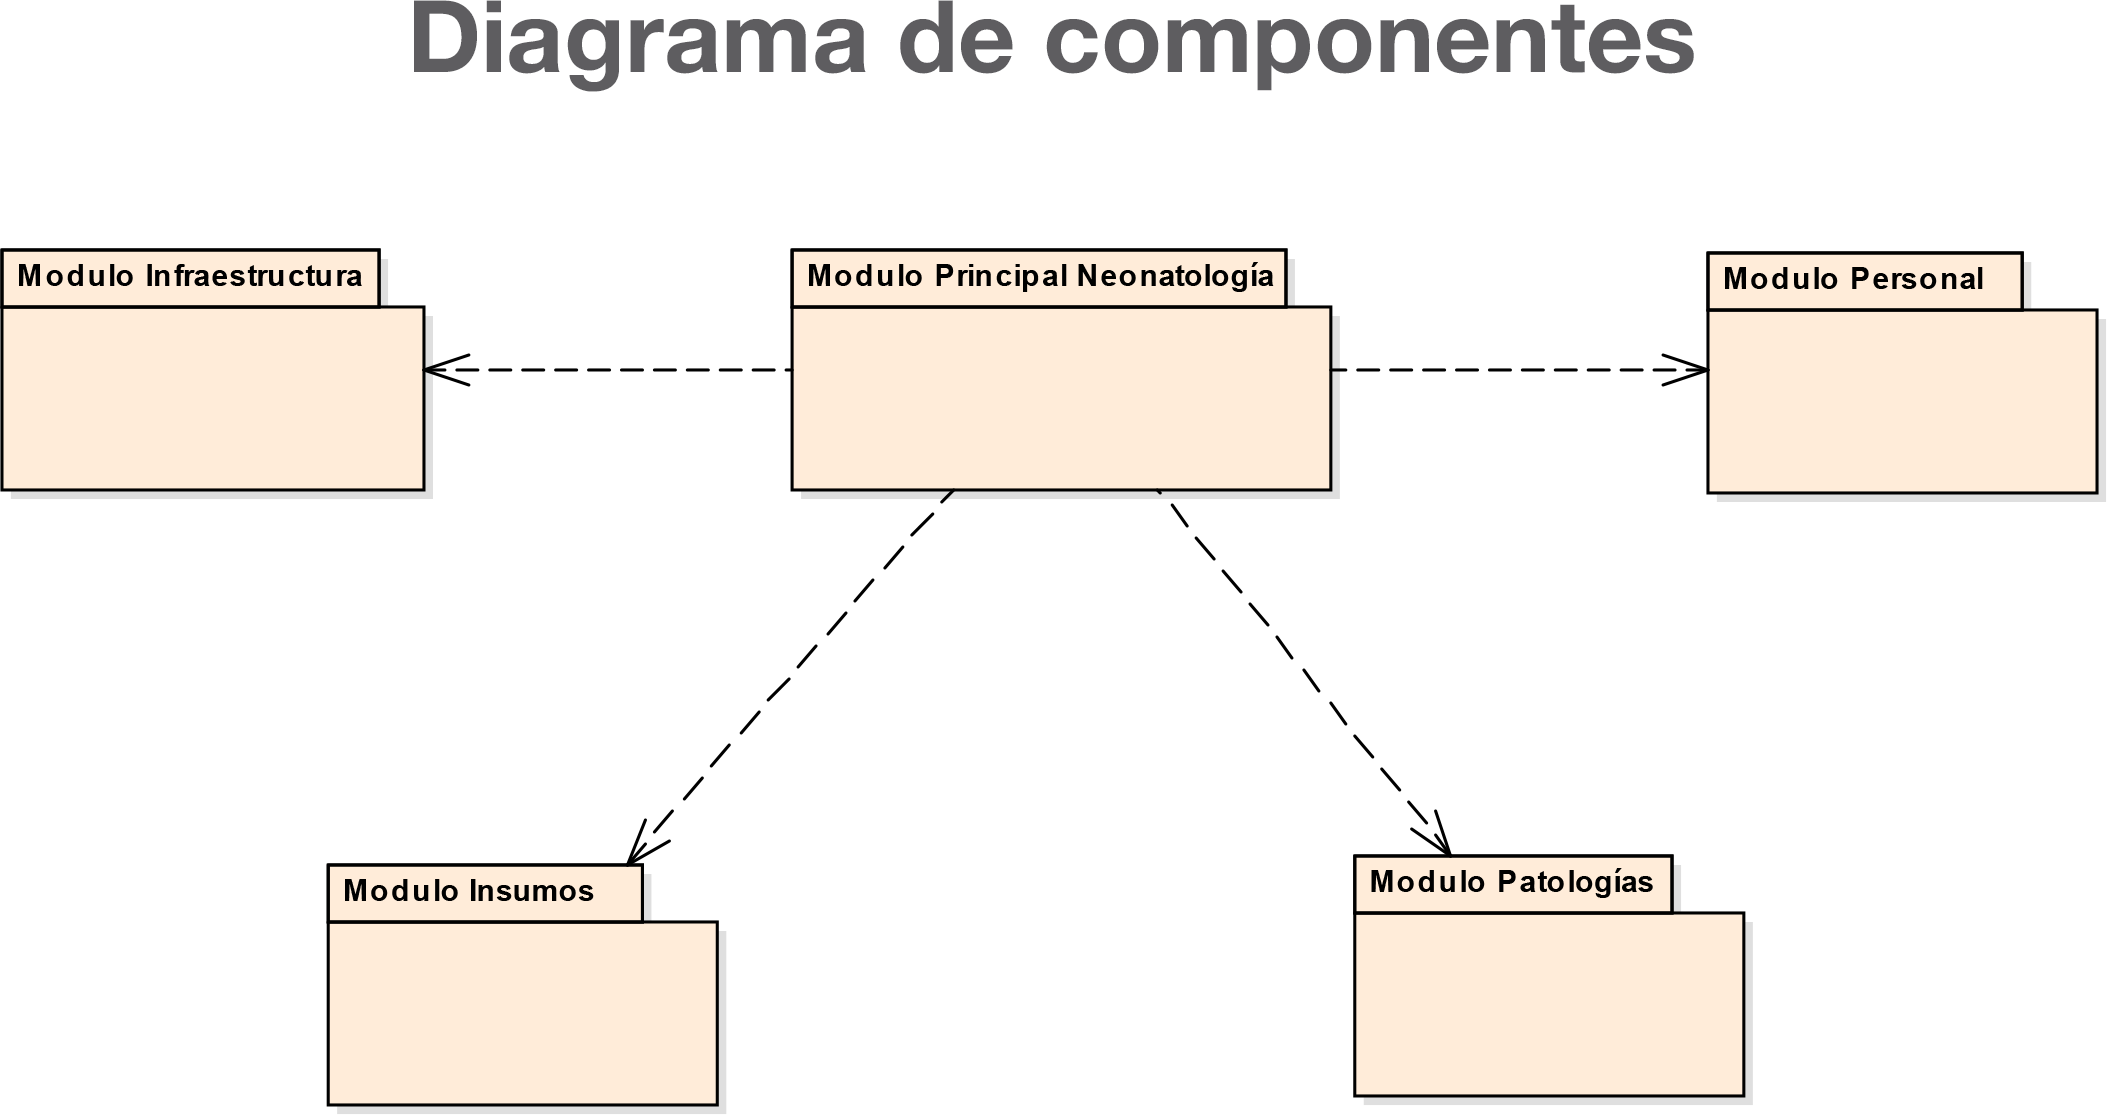 Diagrama de componentes
Modulo Infraestructura
Modulo Principal Neonatología
Modulo Personal
Modulo Insumos
Modulo Patologías